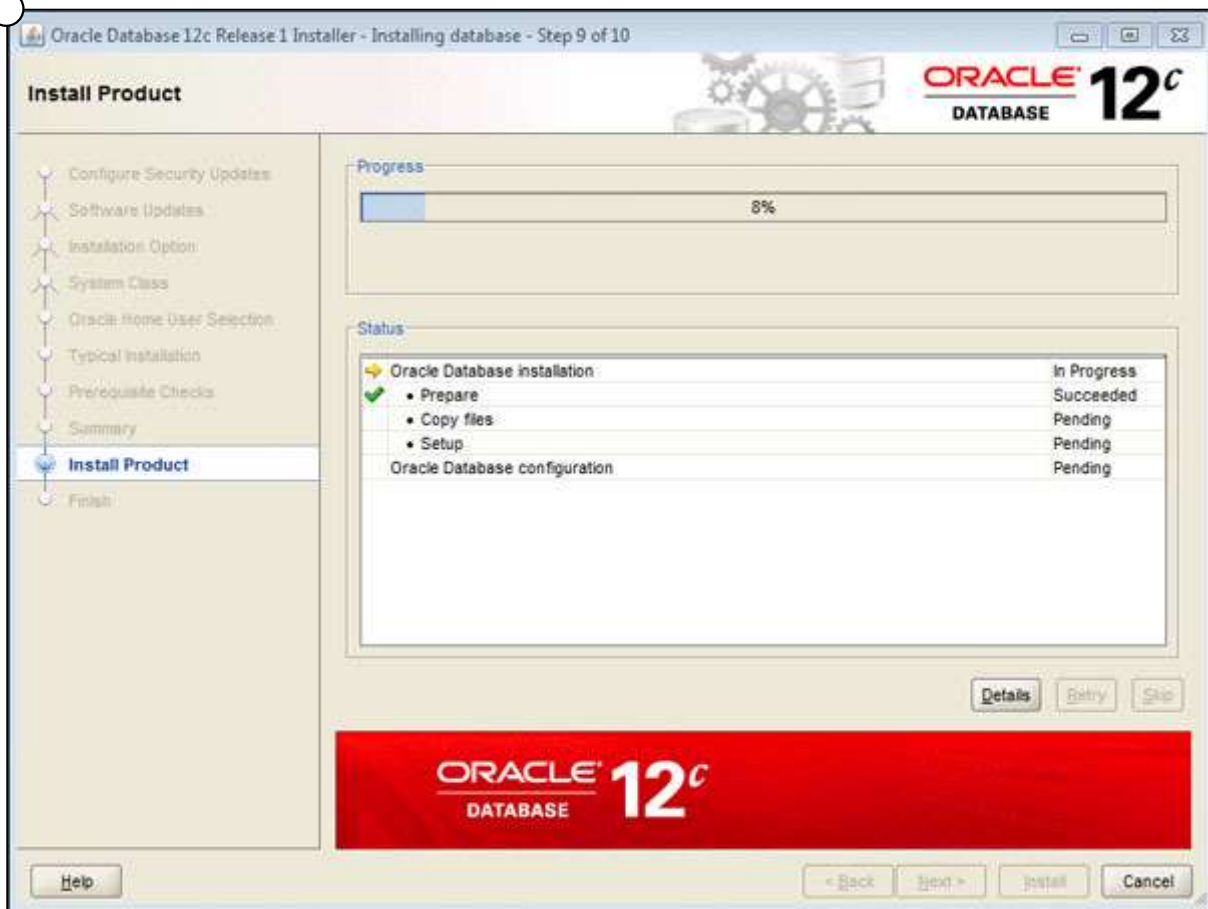 Oracle Database 12c Release 1 Installer - Installing database - Step 9 of 10
Install Product
ORACLE DATABASE 12c
Configure Security Updates
Software Updates
Installation Option
System Class
Oracle Home User Selection
Typical Installation
Prerequisite Checks
Summary
Install Product
Finish
Progress
8%
Status
Oracle Database installation In Progress
• Prepare Succeeded
• Copy files Pending
• Setup Pending
Oracle Database configuration Pending
Details Retry Skip
ORACLE DATABASE 12c
Help < Back Next > Install Cancel